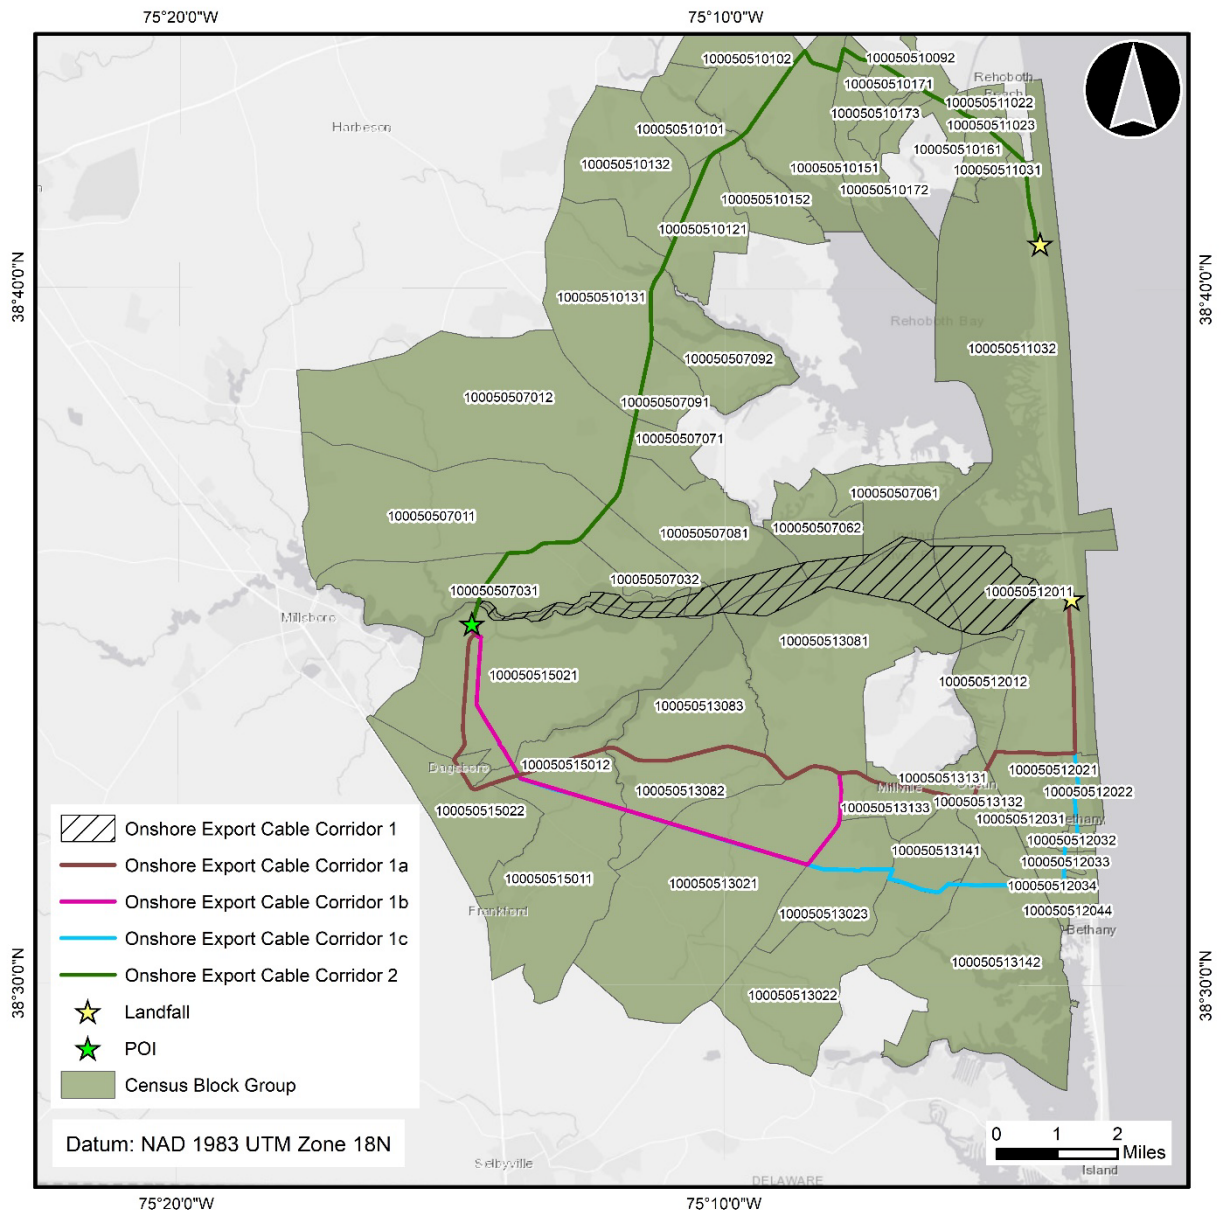 75°20'0"W
75°10'0"W
100050510102
100050510092
Rehoboth
Beach
100050510171
100050511022
100050510173
100050511023
Harbeson
100050510101
100050510161
100050510132
100050510151
100050511031
100050510172
100050510152
100050510121
38°40'0"N
38°40'0"N
100050510131
Rehoboth Bay
100050511032
100050507092
100050507012
100050507091
100050507071
100050507061
100050507011
100050507062
100050507081
100050507032
100050507031
100050512011
Millsboro
100050513081
100050515021
100050512012
100050513083
Dagsboro
100050515012
100050512021
100050513131
Millville
Ocean
100050513082
100050512022
100050513132
100050515022
100050513133
100050512031
Bethany
100050512032
100050513141
100050512033
100050515011
100050513021
100050512034
Frankford
100050513023
100050512044
Bethany
100050513142
38°30'0"N
38°30'0"N
100050513022
Onshore Export Cable Corridor 1
Onshore Export Cable Corridor 1a
Onshore Export Cable Corridor 1b
Onshore Export Cable Corridor 1c
Onshore Export Cable Corridor 2
Landfall
POI
Census Block Group
Datum: NAD 1983 UTM Zone 18N
0 1 2
Miles
Selbyville
Island
DELAWARE
75°20'0"W
75°10'0"W